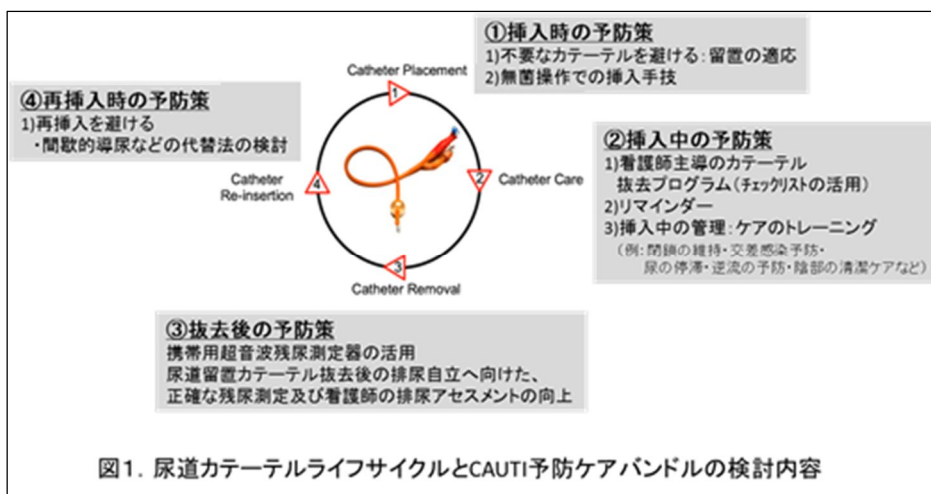 ①挿入時の予防策
1)不要なカテーテルを避ける：留置の適応
2)無菌操作での挿入手技
Catheter Placement
1
④再挿入時の予防策
1)再挿入を避ける
・間歇的導尿などの代替法の検討
②挿入中の予防策
1)看護師主導のカテーテル
抜去プログラム(チェックリストの活用)
2)リマインダー
3)挿入中の管理：ケアのトレーニング
(例：閉鎖の維持・交差感染予防・
尿の停滞・逆流の予防・陰部の清潔ケアなど)
Catheter
Re-insertion
4
2
Catheter Care
3
Catheter Removal
③抜去後の予防策
携帯用超音波残尿測定器の活用
尿道留置カテーテル抜去後の排尿自立へ向けた、
正確な残尿測定及び看護師の排尿アセスメントの向上
図1. 尿道カテーテルライフサイクルとCAUTI予防ケアバンドルの検討内容